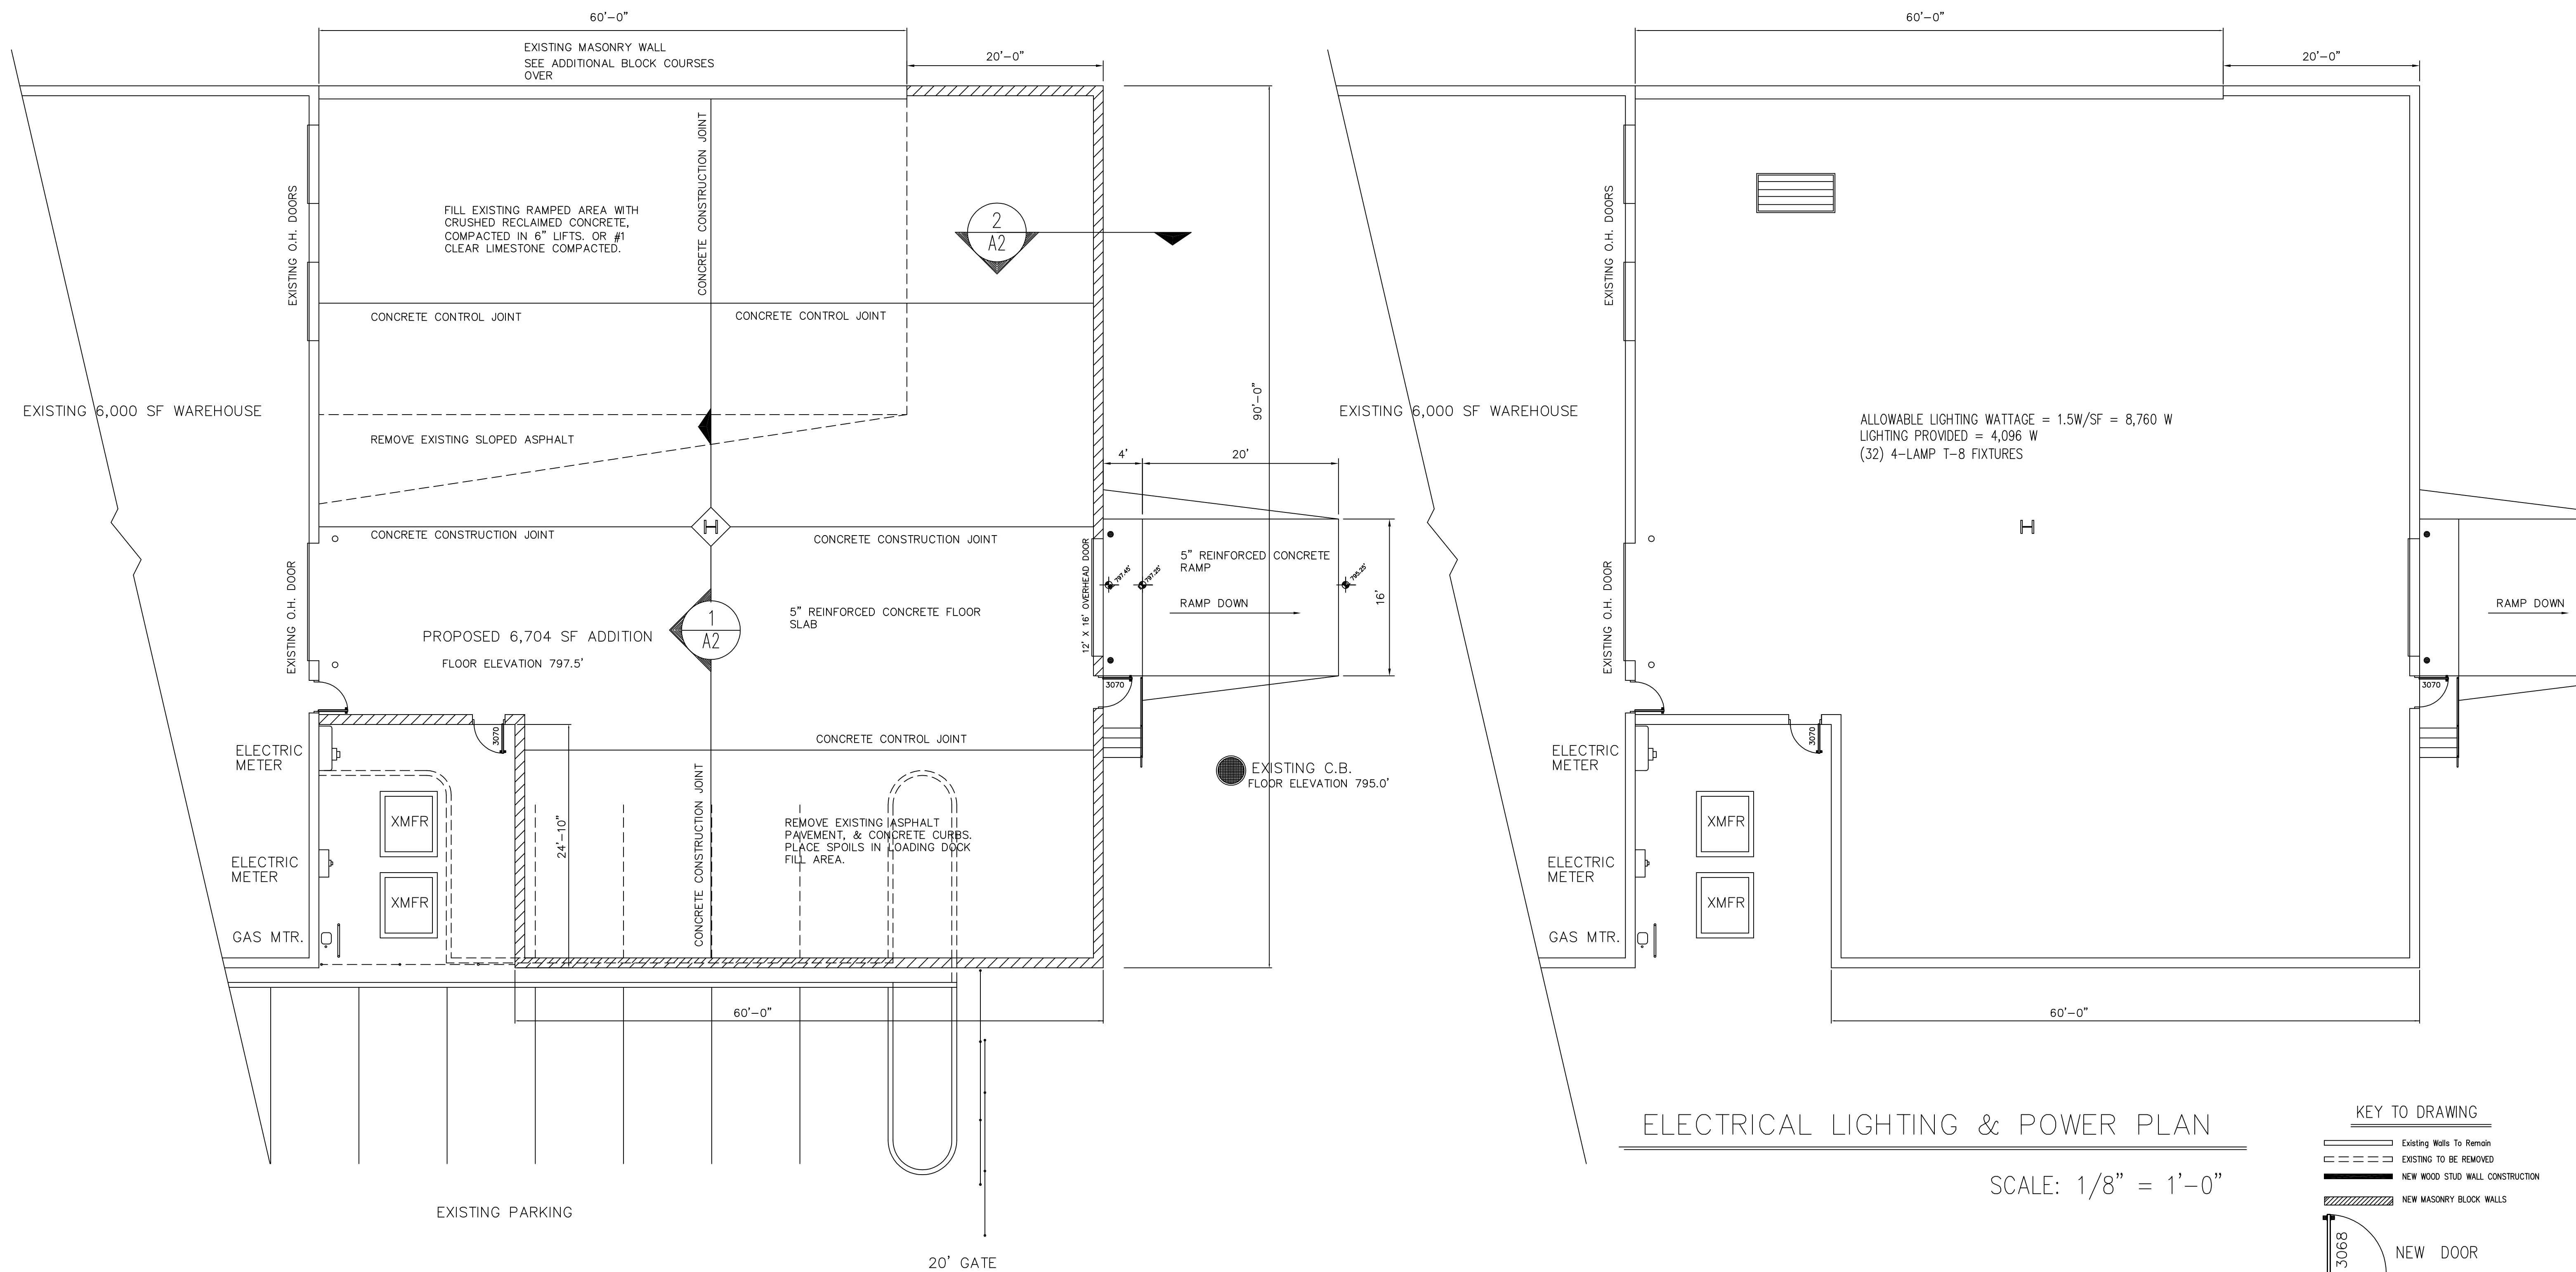 60'-0"
EXISTING MASONRY WALL
SEE ADDITIONAL BLOCK COURSES
OVER
20'-0"
EXISTING O.H. DOORS
FILL EXISTING RAMPED AREA WITH
CRUSHED RECLAIMED CONCRETE,
COMPACTED IN 6" LIFTS. OR #1
CLEAR LIMESTONE COMPACTED.
CONCRETE CONSTRUCTION JOINT
2
A2
CONCRETE CONTROL JOINT
CONCRETE CONTROL JOINT
EXISTING 6,000 SF WAREHOUSE
REMOVE EXISTING SLOPED ASPHALT
90'-0"
4'
20'
H
CONCRETE CONSTRUCTION JOINT
CONCRETE CONSTRUCTION JOINT
EXISTING O.H. DOOR
12' X 16' OVERHEAD DOOR
5" REINFORCED CONCRETE
RAMP
797.45'
797.25'
795.25'
RAMP DOWN
16'
5" REINFORCED CONCRETE FLOOR
SLAB
1
A2
PROPOSED 6,704 SF ADDITION
FLOOR ELEVATION 797.5'
3070
3070
CONCRETE CONTROL JOINT
ELECTRIC
METER
EXISTING C.B.
FLOOR ELEVATION 795.0'
XMFR
24'-10"
CONCRETE CONSTRUCTION JOINT
REMOVE EXISTING ASPHALT
PAVEMENT, & CONCRETE CURBS.
PLACE SPOILS IN LOADING DOCK
FILL AREA.
ELECTRIC
METER
XMFR
GAS MTR.
60'-0"
EXISTING PARKING
20' GATE
60'-0"
20'-0"
EXISTING O.H. DOORS
EXISTING 6,000 SF WAREHOUSE
ALLOWABLE LIGHTING WATTAGE = 1.5W/SF = 8,760 W
LIGHTING PROVIDED = 4,096 W
(32) 4-LAMP T-8 FIXTURES
H
EXISTING O.H. DOOR
RAMP DOWN
3070
3070
ELECTRIC
METER
XMFR
ELECTRIC
METER
XMFR
GAS MTR.
60'-0"
ELECTRICAL LIGHTING & POWER PLAN
SCALE: 1/8" = 1'-0"
KEY TO DRAWING
Existing Walls To Remain
EXISTING TO BE REMOVED
NEW WOOD STUD WALL CONSTRUCTION
NEW MASONRY BLOCK WALLS
3068
NEW DOOR